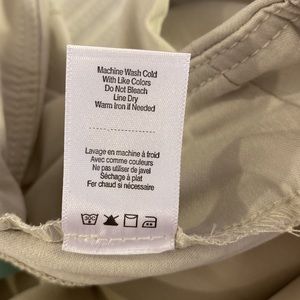 Machine Wash Cold
With Like Colors
Do Not Bleach
Line Dry
Warm Iron if Needed
Lavage en machine à froid
Avec comme couleurs
Ne pas utiliser de javel
Séchage à plat
Fer chaud si nécessaire